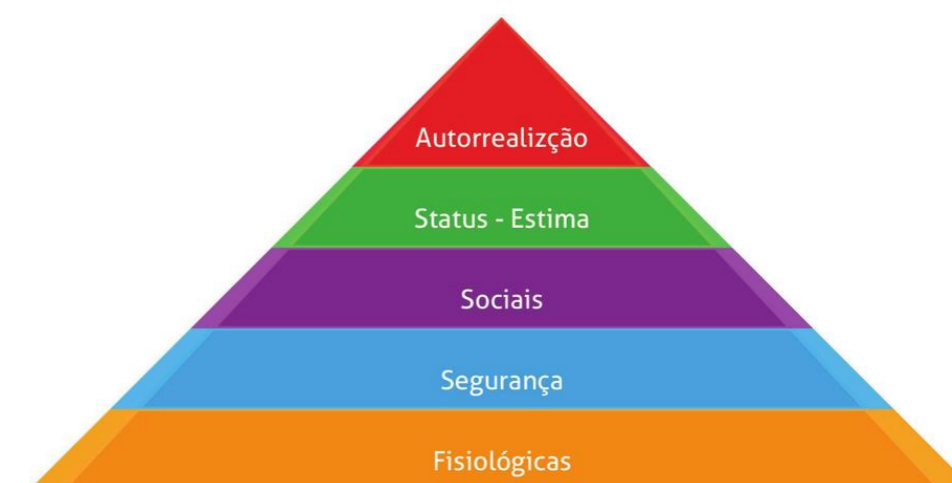 Autorrealizção
Status - Estima
Sociais
Segurança
Fisiológicas